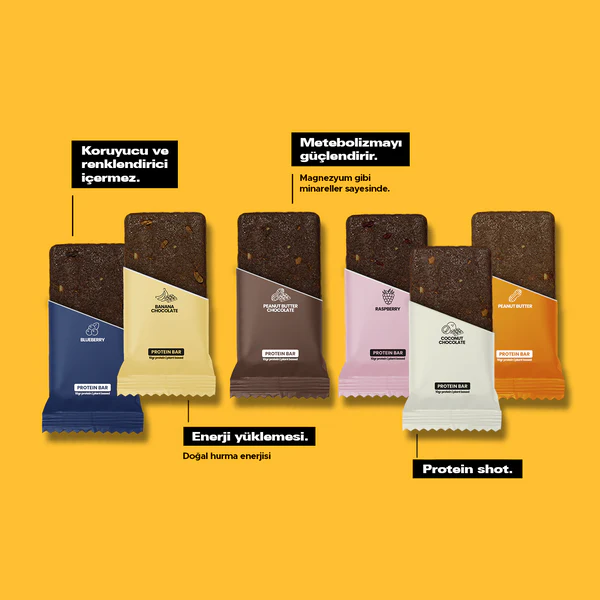 Koruyucu ve
renklendirici
içermez.
Metebolizmayı
güçlendirir.
Magnezyum gibi
minareller sayesinde.
BLUEBERRY
PROTEIN BAR
BANANA
CHOCOLATE
PROTEIN BAR
PEANUT BUTTER
CHOCOLATE
PROTEIN BAR
RASPBERRY
PROTEIN BAR
COCONUT
CHOCOLATE
PROTEIN BAR
PEANUT BUTTER
PROTEIN BAR
Enerji yüklemesi.
Doğal hurma enerjisi
Protein shot.